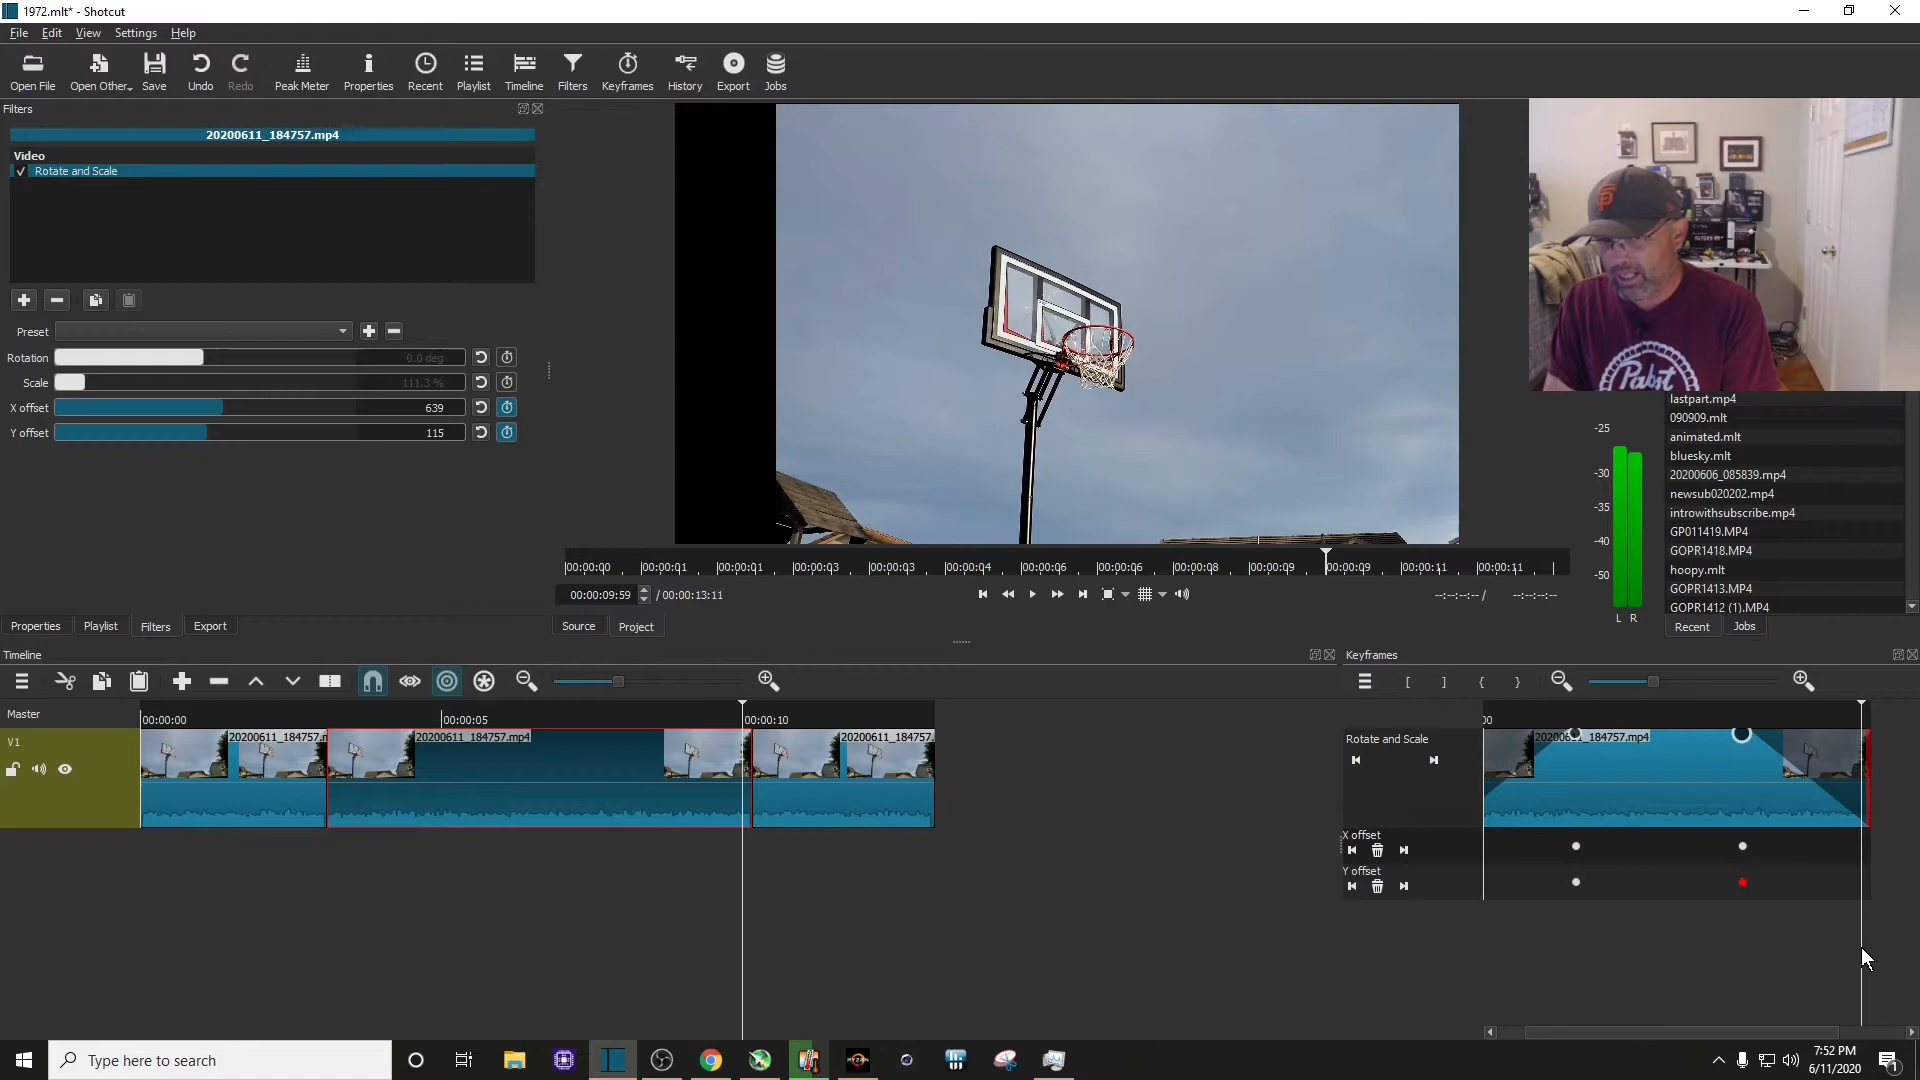 1972.mlt* - Shotcut
File Edit View Settings Help
Open File Open Other Save Undo Redo Peak Meter Properties Recent Playlist Timeline Filters Keyframes History Export Jobs
Filters
20200611_184757.mp4
Video
Rotate and Scale
Preset
Rotation 0.0 deg
Scale 111.3 %
X offset 639
Y offset 115
Pabst
lastpart.mp4
090909.mlt
animated.mlt
bluesky.mlt
20200606_085839.mp4
newsub020202.mp4
introwithsubscribe.mp4
GP011419.MP4
GOPR1418.MP4
hoopy.mlt
GOPR1413.MP4
GOPR1412 (1).MP4
-25
-30
-35
-40
-45
-50
L R
00:00:00 00:00:01 00:00:01 00:00:03 00:00:03 00:00:04 00:00:06 00:00:06 00:00:08 00:00:09 00:00:09 00:00:11 00:00:11
00:00:09:59 / 00:00:13:11 --:--:--:-- / --:--:--:--
Properties Playlist Filters Export Source Project Recent Jobs
Timeline Keyframes
Master 00:00:00 00:00:05 00:00:10 00
V1 20200611_184757.m 20200611_184757.mp4 20200611_184757.
Rotate and Scale 20200611_184757.mp4
X offset
Y offset
Type here to search
RYZEN
7:52 PM
6/11/2020
1